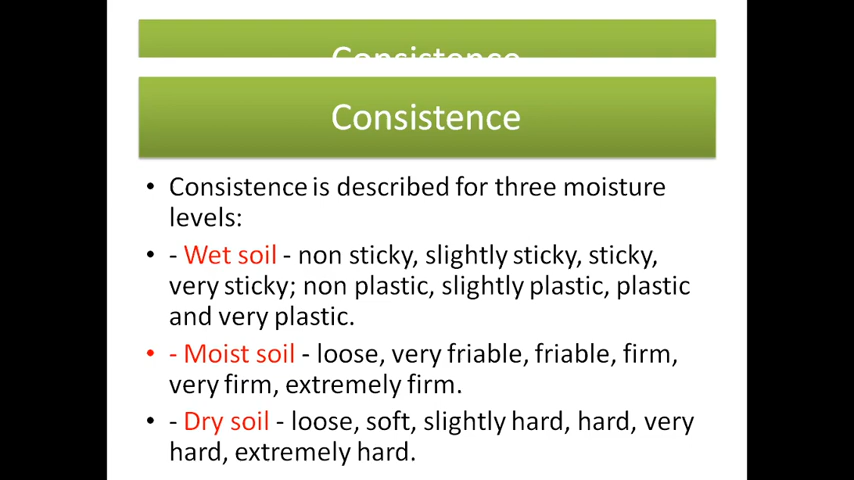 Consistence
Consistence
• Consistence is described for three moisture
levels:
• - Wet soil - non sticky, slightly sticky, sticky,
very sticky; non plastic, slightly plastic, plastic
and very plastic.
• - Moist soil - loose, very friable, friable, firm,
very firm, extremely firm.
• - Dry soil - loose, soft, slightly hard, hard, very
hard, extremely hard.